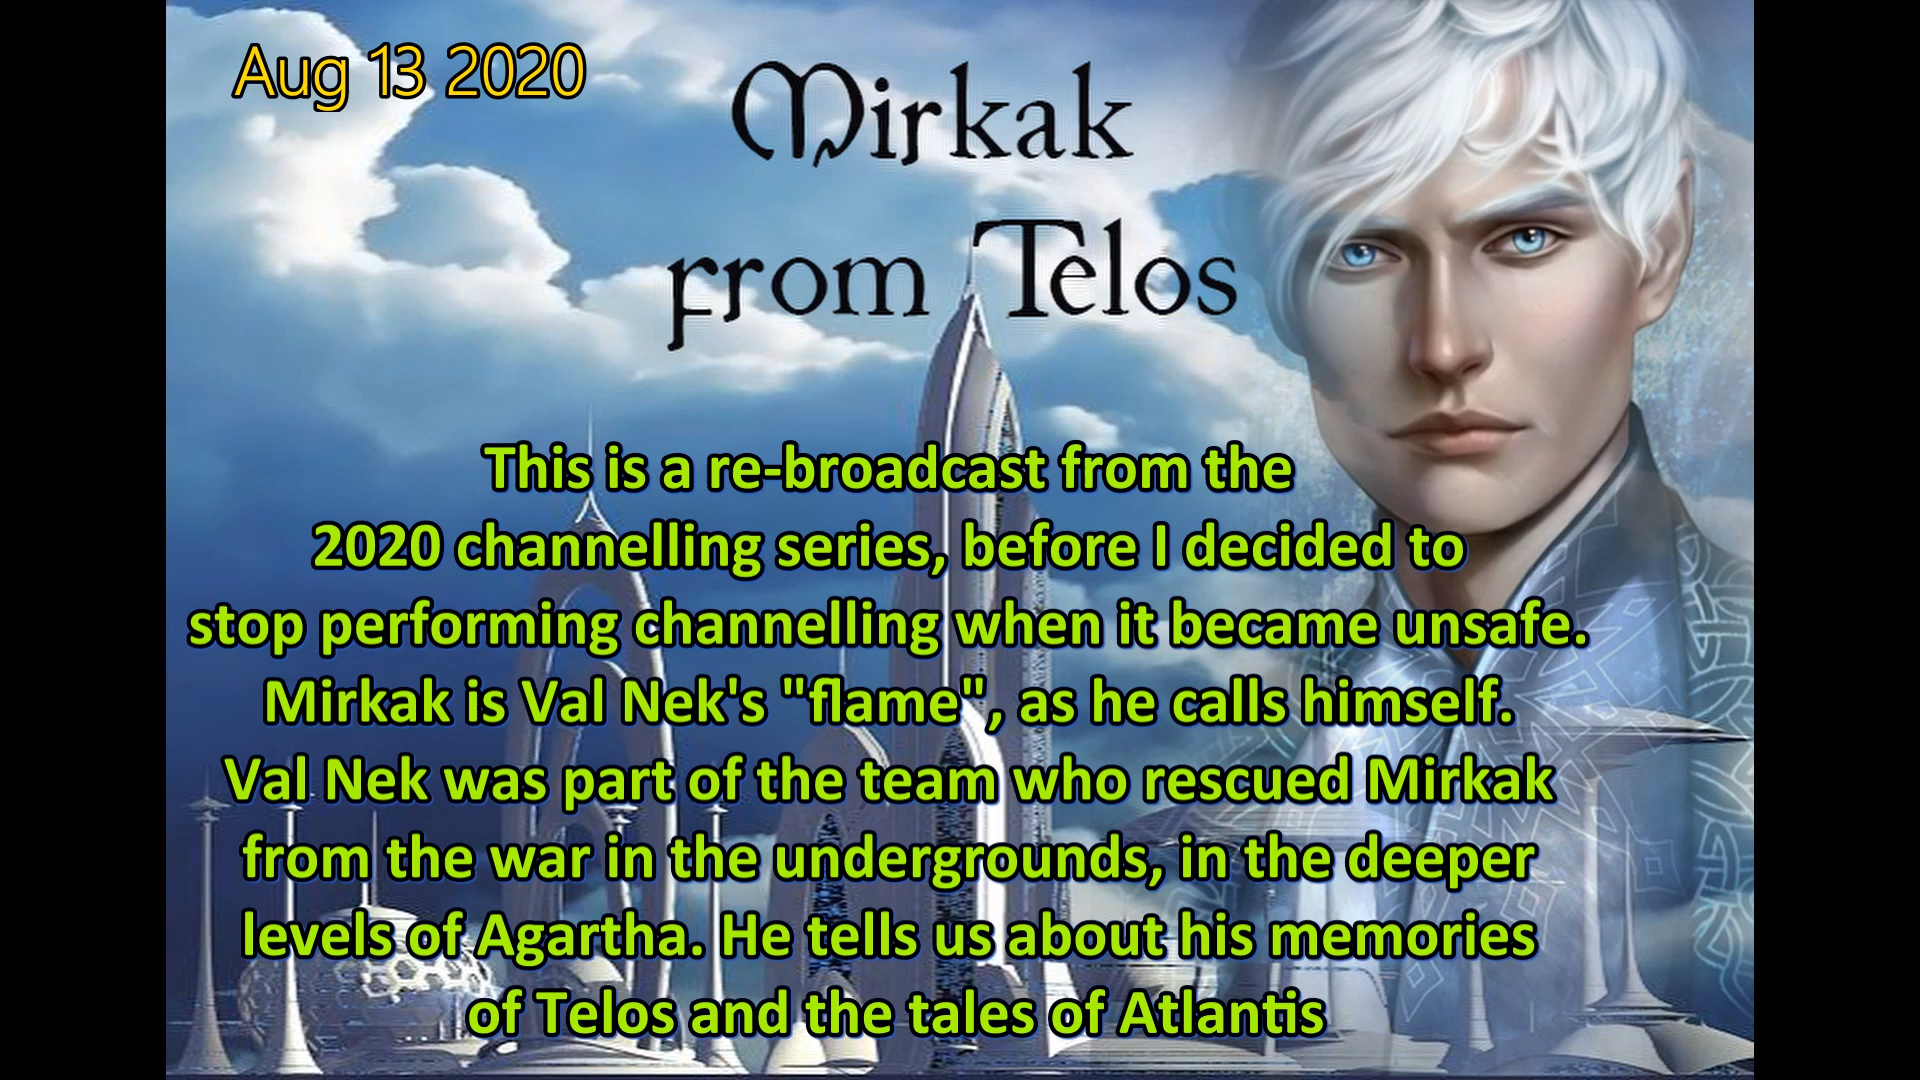 Aug 13 2020
Mirkak
from Telos
This is a re-broadcast from the
2020 channelling series, before I decided to
stop performing channelling when it became unsafe.
Mirkak is Val Nek's "flame", as he calls himself.
Val Nek was part of the team who rescued Mirkak
from the war in the undergrounds, in the deeper
levels of Agartha. He tells us about his memories
of Telos and the tales of Atlantis